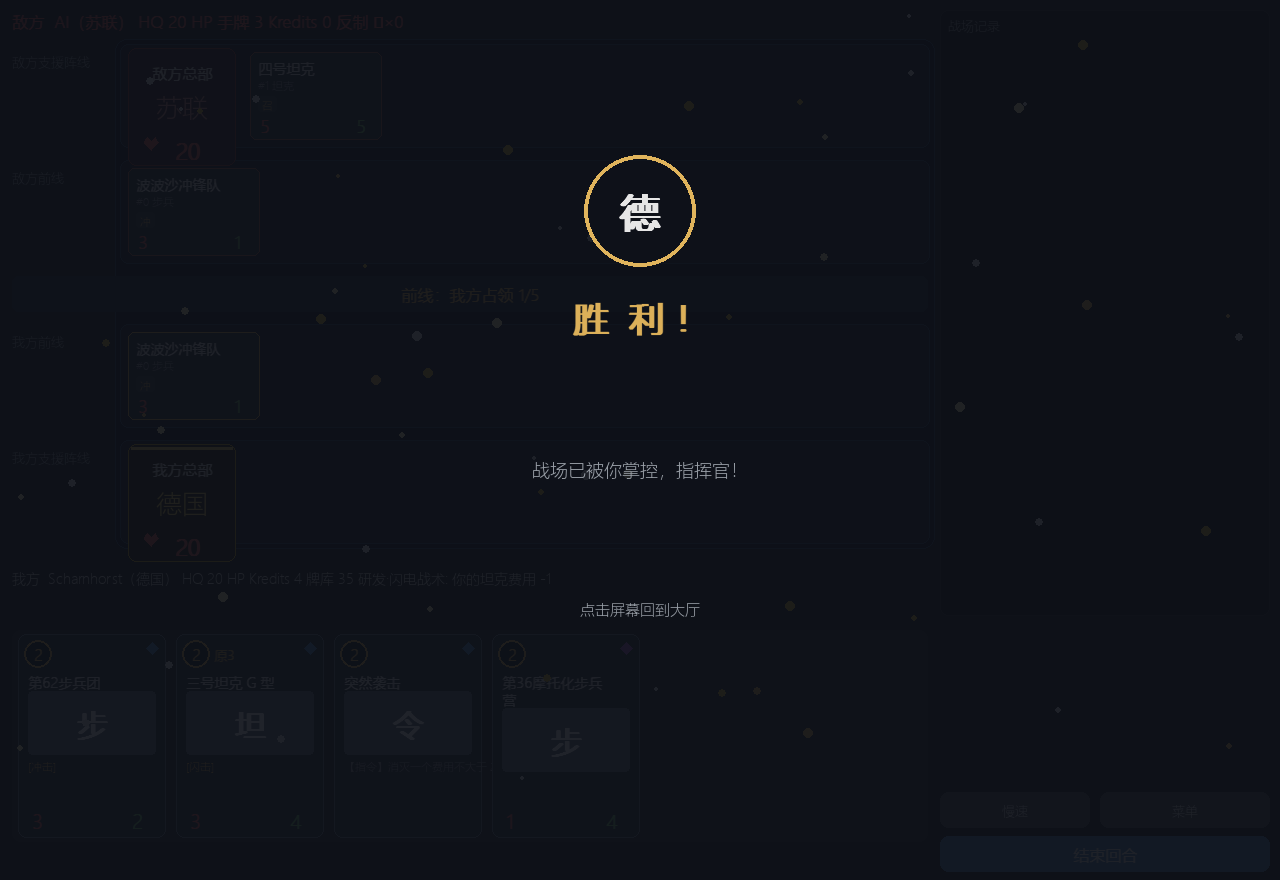 敌方 AI（苏联） HQ 20 HP 手牌 3 Kredits 0 反制
战场记录
敌方支援阵线
敌方总部
苏联
20
四号坦克
5 5
敌方前线
波波沙冲锋队
3 1
德
胜 利！
前线：我方占领 1/5
我方前线
波波沙冲锋队
3 1
我方支援阵线
我方总部
德国
20
战场已被你掌控，指挥官！
我方 Scharnhorst（德国） HQ 20 HP Kredits 4 牌库 35 研发·闪电战术: 你的坦克费用 -1
点击屏幕回到大厅
2
第62步兵团
步
3 2
2
三号坦克 G 型
坦
3 4
2
突然袭击
令
2
第36摩托化步兵
营
步
1 4
菜单
结束回合